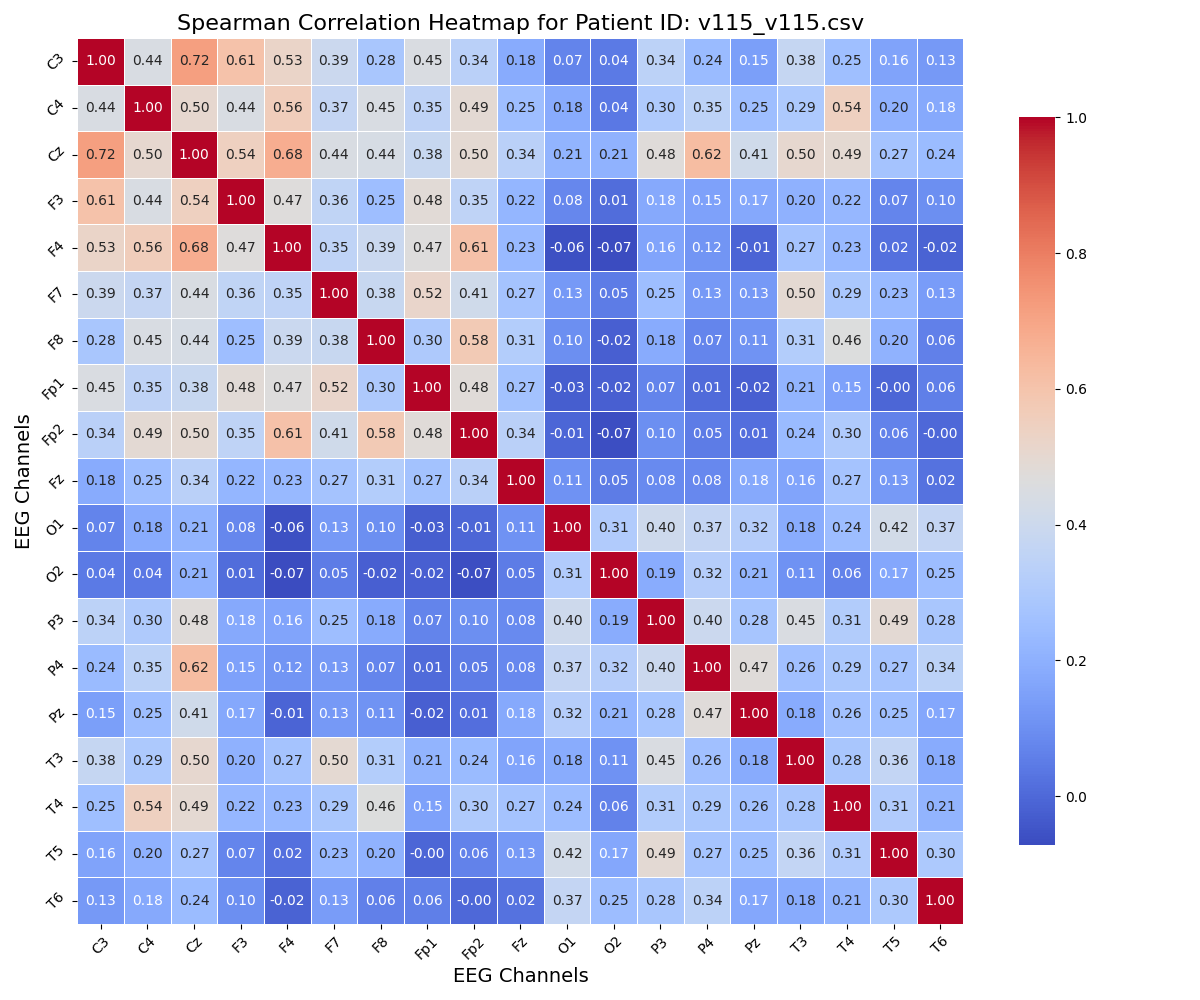 Spearman Correlation Heatmap for Patient ID: v115_v115.csv
C3 1.00 0.44 0.72 0.61 0.53 0.39 0.28 0.45 0.34 0.18 0.07 0.04 0.34 0.24 0.15 0.38 0.25 0.16 0.13
C4 0.44 1.00 0.50 0.44 0.56 0.37 0.45 0.35 0.49 0.25 0.18 0.04 0.30 0.35 0.25 0.29 0.54 0.20 0.18
Cz 0.72 0.50 1.00 0.54 0.68 0.44 0.44 0.38 0.50 0.34 0.21 0.21 0.48 0.62 0.41 0.50 0.49 0.27 0.24
F3 0.61 0.44 0.54 1.00 0.47 0.36 0.25 0.48 0.35 0.22 0.08 0.01 0.18 0.15 0.17 0.20 0.22 0.07 0.10
F4 0.53 0.56 0.68 0.47 1.00 0.35 0.39 0.47 0.61 0.23 -0.06 -0.07 0.16 0.12 -0.01 0.27 0.23 0.02 -0.02
F7 0.39 0.37 0.44 0.36 0.35 1.00 0.38 0.52 0.41 0.27 0.13 0.05 0.25 0.13 0.13 0.50 0.29 0.23 0.13
F8 0.28 0.45 0.44 0.25 0.39 0.38 1.00 0.30 0.58 0.31 0.10 -0.02 0.18 0.07 0.11 0.31 0.46 0.20 0.06
Fp1 0.45 0.35 0.38 0.48 0.47 0.52 0.30 1.00 0.48 0.27 -0.03 -0.02 0.07 0.01 -0.02 0.21 0.15 -0.00 0.06
Fp2 0.34 0.49 0.50 0.35 0.61 0.41 0.58 0.48 1.00 0.34 -0.01 -0.07 0.10 0.05 0.01 0.24 0.30 0.06 -0.00
Fz 0.18 0.25 0.34 0.22 0.23 0.27 0.31 0.27 0.34 1.00 0.11 0.05 0.08 0.08 0.18 0.16 0.27 0.13 0.02
O1 0.07 0.18 0.21 0.08 -0.06 0.13 0.10 -0.03 -0.01 0.11 1.00 0.31 0.40 0.37 0.32 0.18 0.24 0.42 0.37
O2 0.04 0.04 0.21 0.01 -0.07 0.05 -0.02 -0.02 -0.07 0.05 0.31 1.00 0.19 0.32 0.21 0.11 0.06 0.17 0.25
P3 0.34 0.30 0.48 0.18 0.16 0.25 0.18 0.07 0.10 0.08 0.40 0.19 1.00 0.40 0.28 0.45 0.31 0.49 0.28
P4 0.24 0.35 0.62 0.15 0.12 0.13 0.07 0.01 0.05 0.08 0.37 0.32 0.40 1.00 0.47 0.26 0.29 0.27 0.34
Pz 0.15 0.25 0.41 0.17 -0.01 0.13 0.11 -0.02 0.01 0.18 0.32 0.21 0.28 0.47 1.00 0.18 0.26 0.25 0.17
T3 0.38 0.29 0.50 0.20 0.27 0.50 0.31 0.21 0.24 0.16 0.18 0.11 0.45 0.26 0.18 1.00 0.28 0.36 0.18
T4 0.25 0.54 0.49 0.22 0.23 0.29 0.46 0.15 0.30 0.27 0.24 0.06 0.31 0.29 0.26 0.28 1.00 0.31 0.21
T5 0.16 0.20 0.27 0.07 0.02 0.23 0.20 -0.00 0.06 0.13 0.42 0.17 0.49 0.27 0.25 0.36 0.31 1.00 0.30
T6 0.13 0.18 0.24 0.10 -0.02 0.13 0.06 0.06 -0.00 0.02 0.37 0.25 0.28 0.34 0.17 0.18 0.21 0.30 1.00
C3 C4 Cz F3 F4 F7 F8 Fp1 Fp2 Fz O1 O2 P3 P4 Pz T3 T4 T5 T6
EEG Channels
EEG Channels
1.0
0.8
0.6
0.4
0.2
0.0